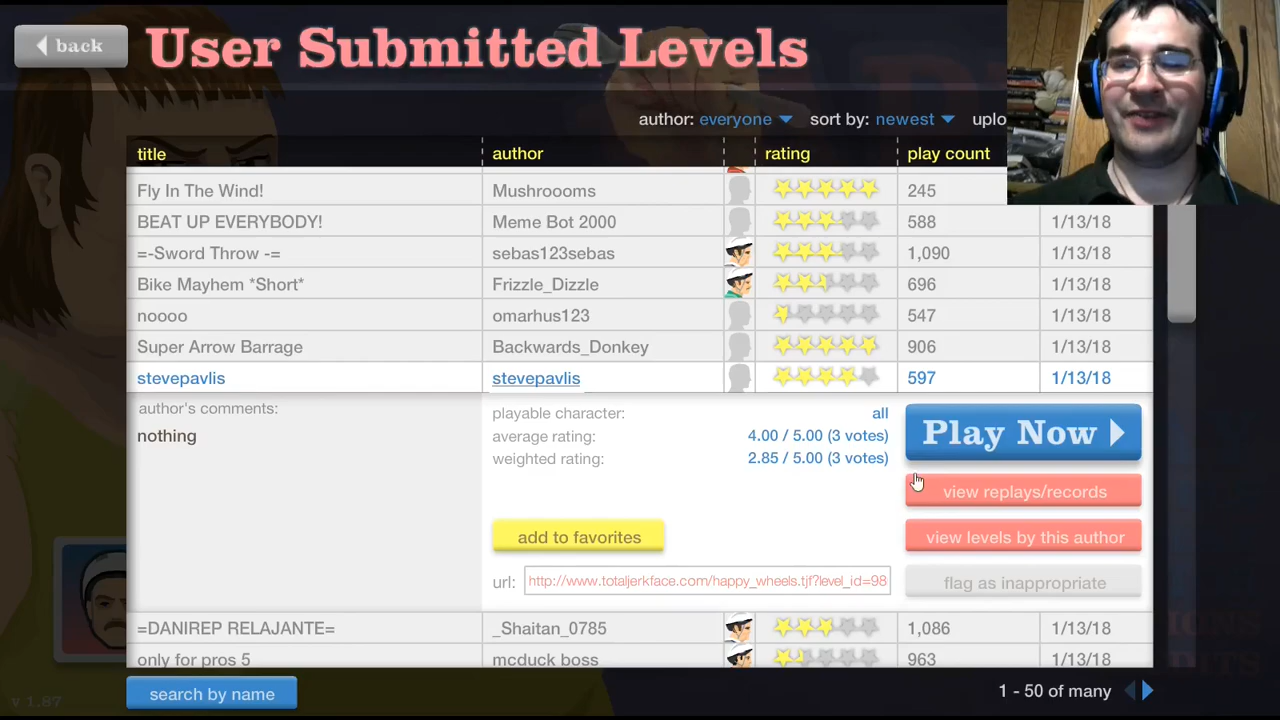 back
User Submitted Levels
author: everyone sort by: newest uplo
title author rating play count
Fly In The Wind! Mushroooms 245
BEAT UP EVERYBODY! Meme Bot 2000 588 1/13/18
=-Sword Throw -= sebas123sebas 1,090 1/13/18
Bike Mayhem *Short* Frizzle_Dizzle 696 1/13/18
noooo omarhus123 547 1/13/18
Super Arrow Barrage Backwards_Donkey 906 1/13/18
stevepavlis stevepavlis 597 1/13/18
author's comments:
nothing
playable character: all
average rating: 4.00 / 5.00 (3 votes)
weighted rating: 2.85 / 5.00 (3 votes)
Play Now
view replays/records
add to favorites
view levels by this author
url: http://www.totaljerkface.com/happy_wheels.tjf?level_id=98
flag as inappropriate
=DANIREP RELAJANTE= _Shaitan_0785 1,086 1/13/18
only for pros 5 mcduck boss 963 1/13/18
search by name
1 - 50 of many
v 1.87